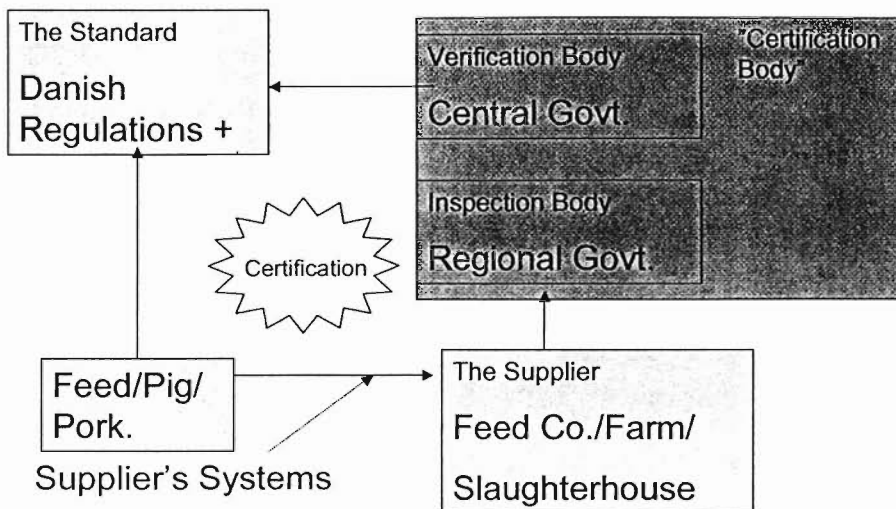 The Standard
Danish
Regulations +
Verification Body
Central Govt.
"Certification
Body"
Inspection Body
Regional Govt.
Certification
Feed/Pig/
Pork.
Supplier's Systems
The Supplier
Feed Co./Farm/
Slaughterhouse